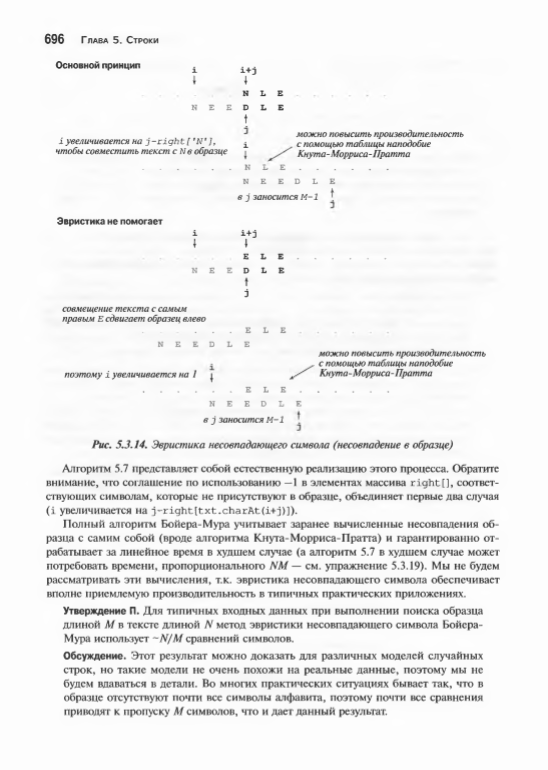 696 Глава 5. Строки
Основной принцип
i i+j
. . . . . N L E . . . . . .
N E E D L E
j
i увеличивается на j-right['N'],
чтобы совместить текст с N в образце
i
можно повысить производительность
с помощью таблицы наподобие
Кнута-Морриса-Пратта
. . . . . N L E . . . . . .
N E E D L E
в j заносится M-1
j
Эвристика не помогает
i i+j
. . . . . E L E . . . . . .
N E E D L E
j
совмещение текста с самым
правым E сдвигает образец влево
. . . . . E L E . . . . . .
N E E D L E
можно повысить производительность
с помощью таблицы наподобие
Кнута-Морриса-Пратта
поэтому i увеличивается на 1
i
. . . . . E L E . . . . . .
N E E D L E
в j заносится M-1
j
Рис. 5.3.14. Эвристика несовпадающего символа (несовпадение в образце)
Алгоритм 5.7 представляет собой естественную реализацию этого процесса. Обратите
внимание, что соглашение по использованию −1 в элементах массива right[], соответ-
ствующих символам, которые не присутствуют в образце, объединяет первые два случая
(i увеличивается на j-right[txt.charAt(i+j)]).
Полный алгоритм Бойера-Мура учитывает заранее вычисленные несовпадения об-
разца с самим собой (вроде алгоритма Кнута-Морриса-Пратта) и гарантированно от-
рабатывает за линейное время в худшем случае (а алгоритм 5.7 в худшем случае может
потребовать времени, пропорционального NM — см. упражнение 5.3.19). Мы не будем
рассматривать эти вычисления, т.к. эвристика несовпадающего символа обеспечивает
вполне приемлемую производительность в типичных практических приложениях.
Утверждение П. Для типичных входных данных при выполнении поиска образца
длиной M в тексте длиной N метод эвристики несовпадающего символа Бойера-
Мура использует ~N/M сравнений символов.
Обсуждение. Этот результат можно доказать для различных моделей случайных
строк, но такие модели не очень похожи на реальные данные, поэтому мы не
будем вдаваться в детали. Во многих практических ситуациях бывает так, что в
образце отсутствуют почти все символы алфавита, поэтому почти все сравнения
приводят к пропуску M символов, что и дает данный результат.